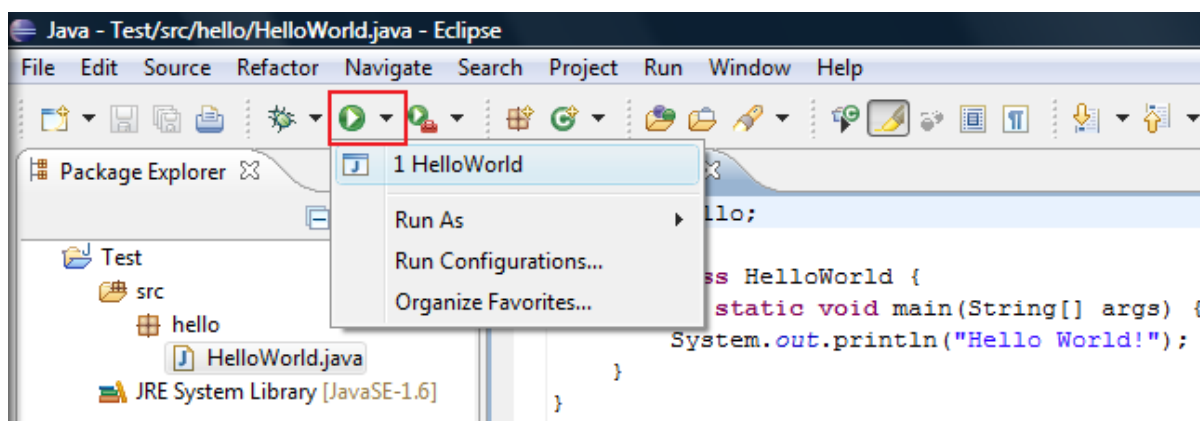 Java - Test/src/hello/HelloWorld.java - Eclipse
File Edit Source Refactor Navigate Search Project Run Window Help
Package Explorer
1 HelloWorld
Run As
Run Configurations...
Organize Favorites...
Test
src
hello
HelloWorld.java
JRE System Library [JavaSE-1.6]
llo;
ss HelloWorld {
static void main(String[] args) {
System.out.println("Hello World!");
}
}